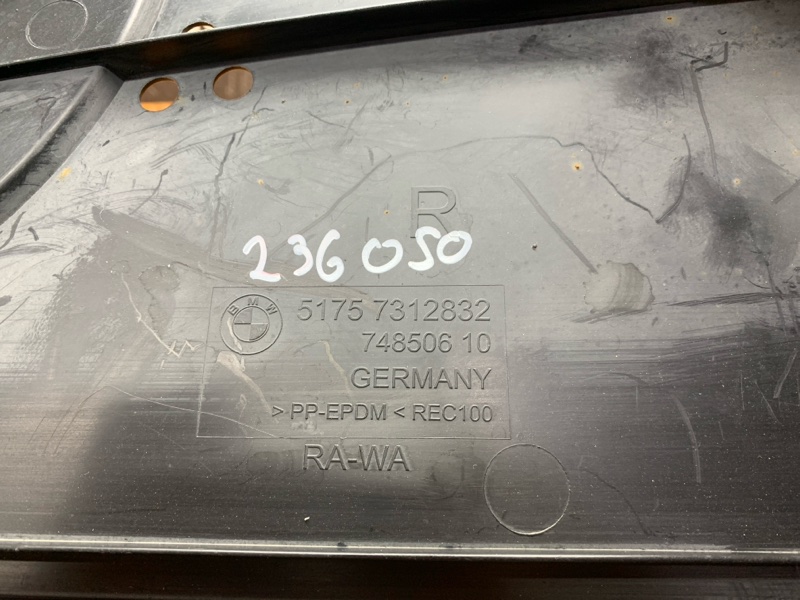 R
236050
BMW
5175 7312832
748506 10
GERMANY
> PP-EPDM < REC100
RA-WA